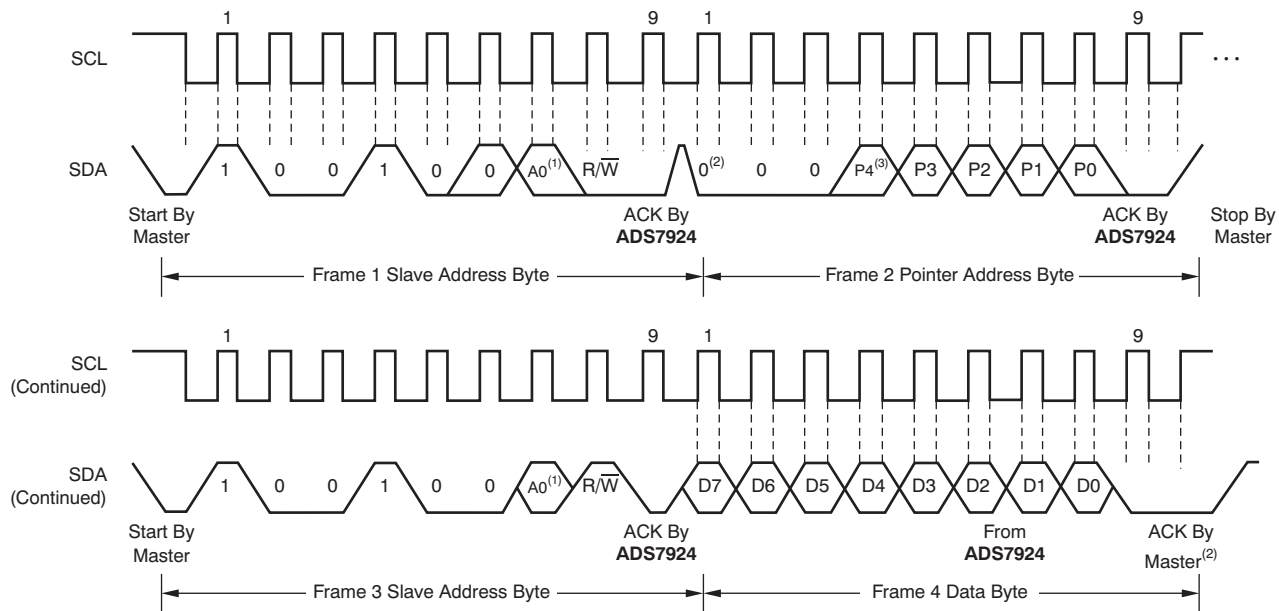 1 9 1 9
SCL ...
SDA 1 0 0 1 0 0 A0(1) R/W 0(2) 0 0 P4(3) P3 P2 P1 P0
Start By Master
ACK By ADS7924
ACK By ADS7924
Stop By Master
Frame 1 Slave Address Byte
Frame 2 Pointer Address Byte
1 9 1 9
SCL
(Continued)
SDA
(Continued)
1 0 0 1 0 0 A0(1) R/W D7 D6 D5 D4 D3 D2 D1 D0
Start By Master
ACK By ADS7924
From ADS7924
ACK By Master(2)
Frame 3 Slave Address Byte
Frame 4 Data Byte